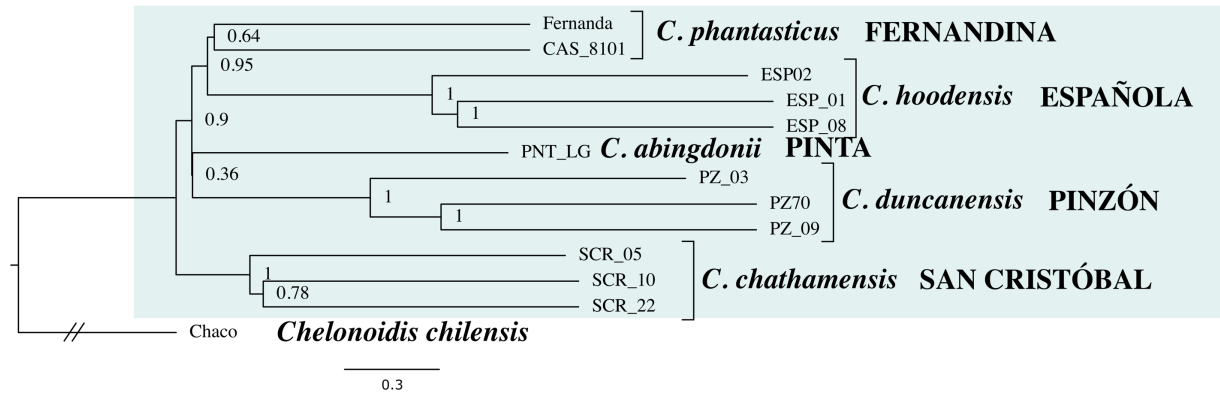 Fernanda
CAS_8101
C. phantasticus FERNANDINA
0.64
0.95
ESP02
ESP_01
ESP_08
C. hoodensis ESPAÑOLA
1
1
0.9
PNT_LG C. abingdonii PINTA
0.36
PZ_03
PZ70
PZ_09
C. duncanensis PINZÓN
1
1
SCR_05
SCR_10
SCR_22
C. chathamensis SAN CRISTÓBAL
1
0.78
Chaco Chelonoidis chilensis
0.3